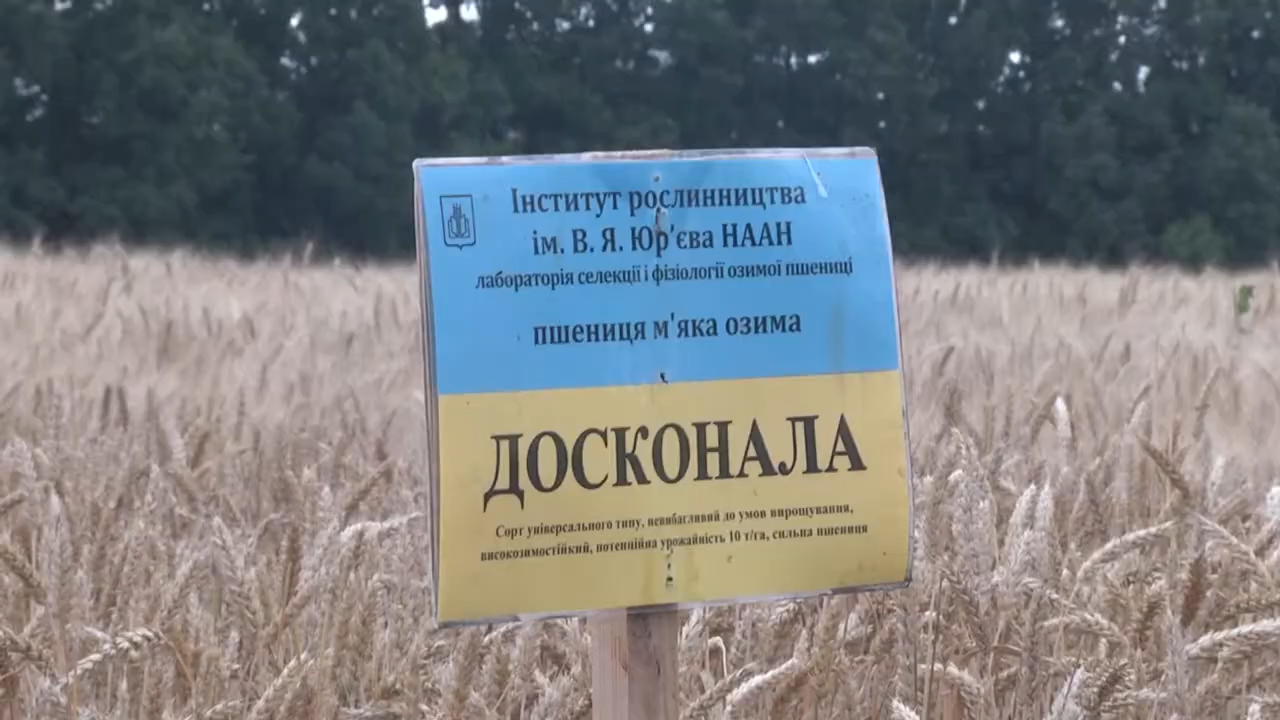 Інститут рослинництва
ім. В. Я. Юр'єва НААН
лабораторія селекції і фізіології озимої пшениці
пшениця м'яка озима
ДОСКОНАЛА
Сорт універсального типу, невибагливий до умов вирощування,
високозимостійкий, потенційна урожайність 10 т/га, сильна пшениця